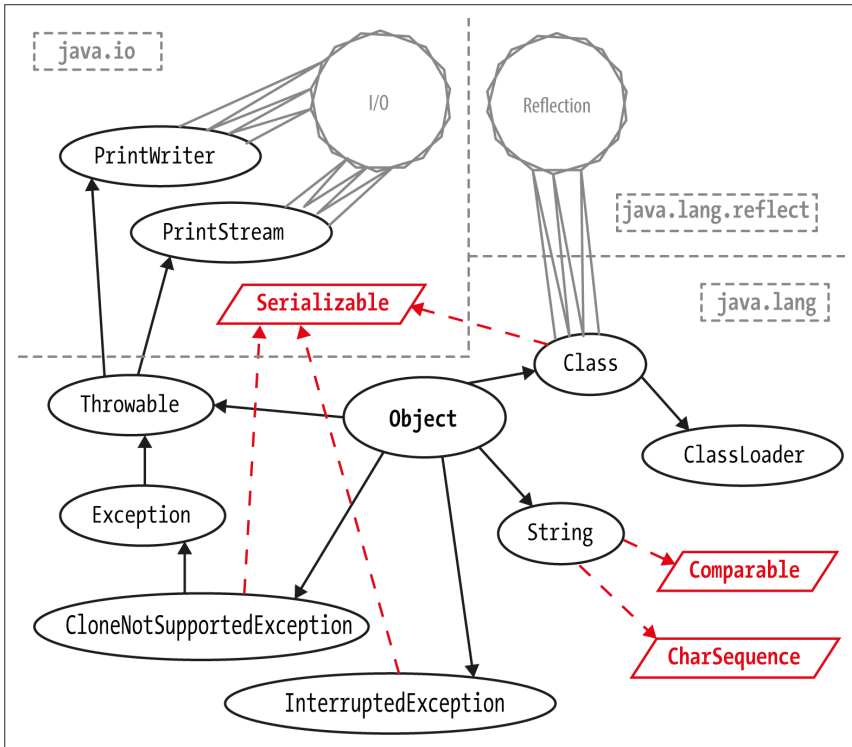 java.io
I/O
Reflection
PrintWriter
java.lang.reflect
PrintStream
Serializable
java.lang
Class
Throwable
Object
ClassLoader
Exception
String
Comparable
CloneNotSupportedException
CharSequence
InterruptedException